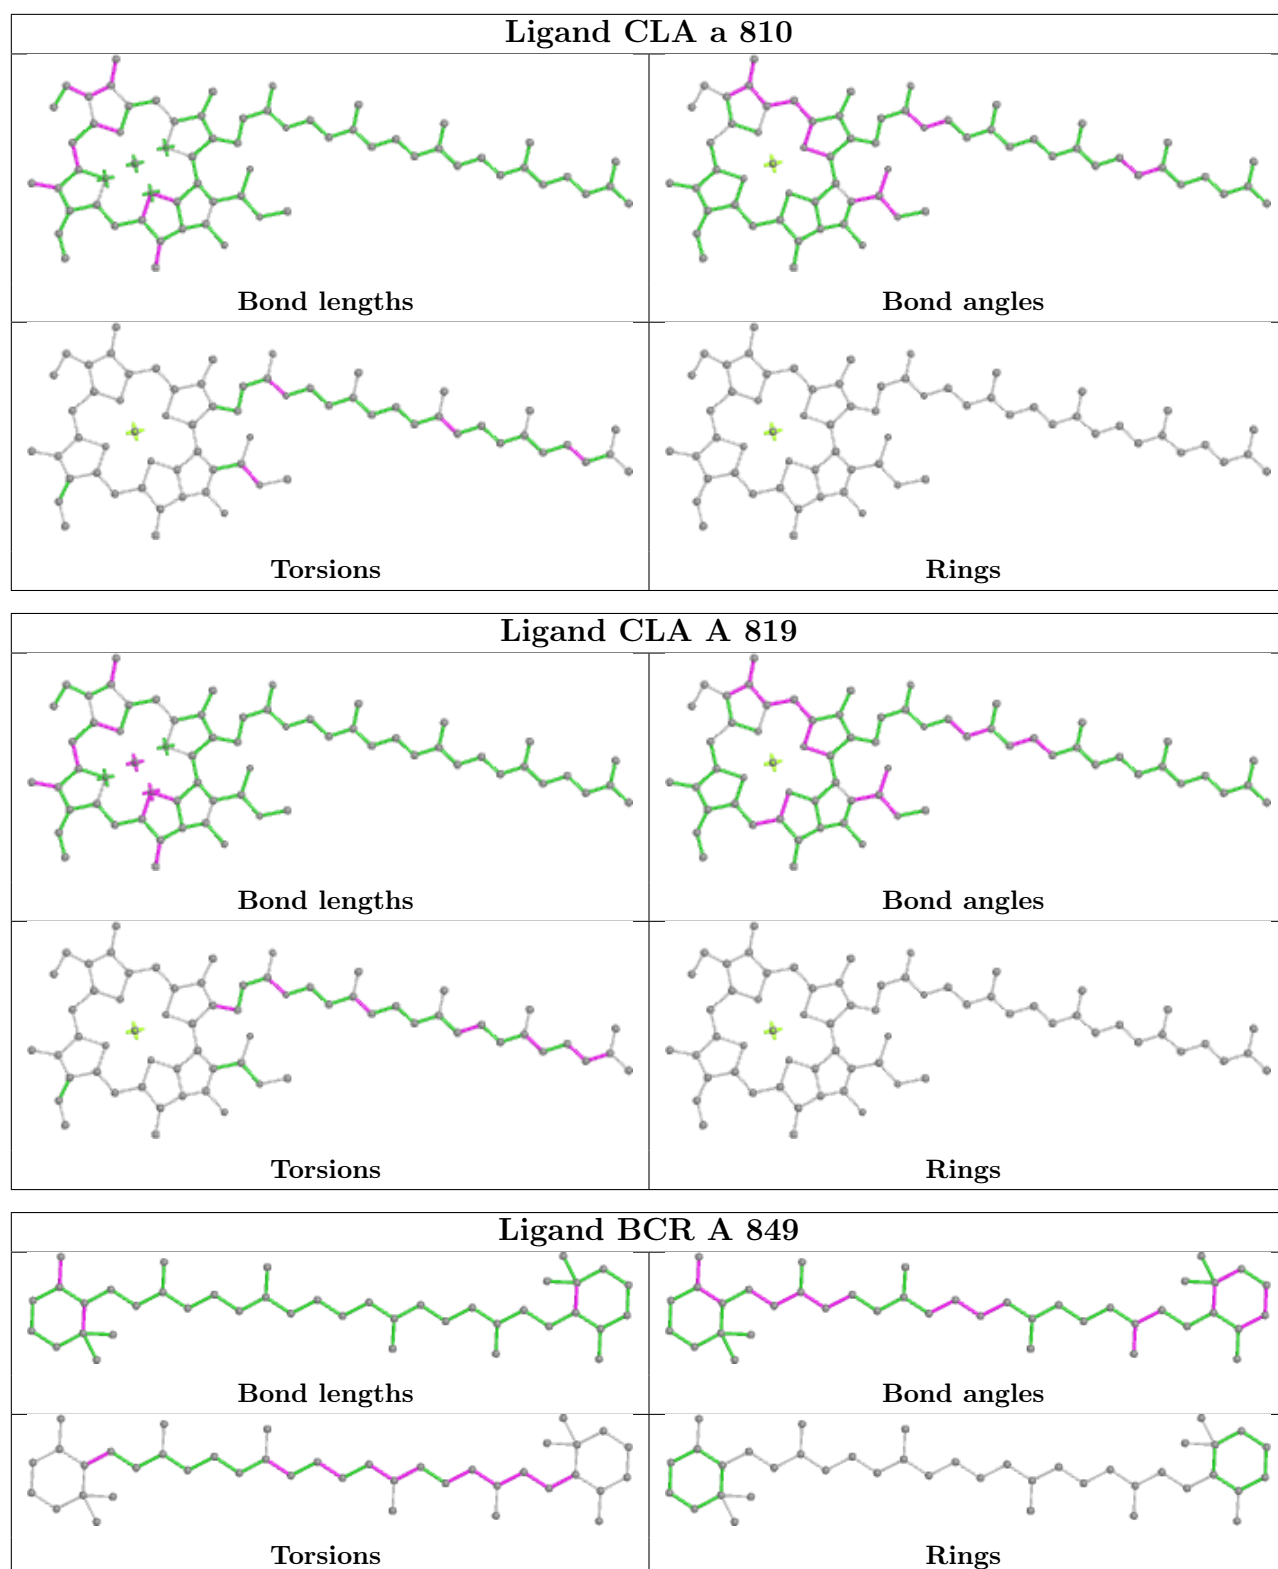 Ligand CLA a 810
Bond lengths
Bond angles
Torsions
Rings
Ligand CLA A 819
Bond lengths
Bond angles
Torsions
Rings
Ligand BCR A 849
Bond lengths
Bond angles
Torsions
Rings